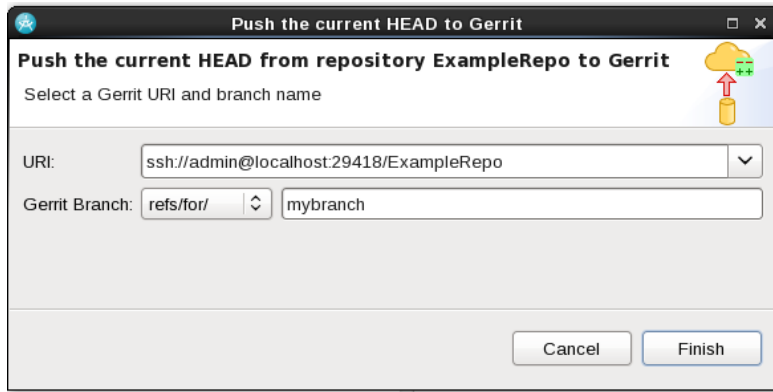 Push the current HEAD to Gerrit
Push the current HEAD from repository ExampleRepo to Gerrit
Select a Gerrit URI and branch name
URI: ssh://admin@localhost:29418/ExampleRepo
Gerrit Branch: refs/for/ mybranch
Cancel Finish